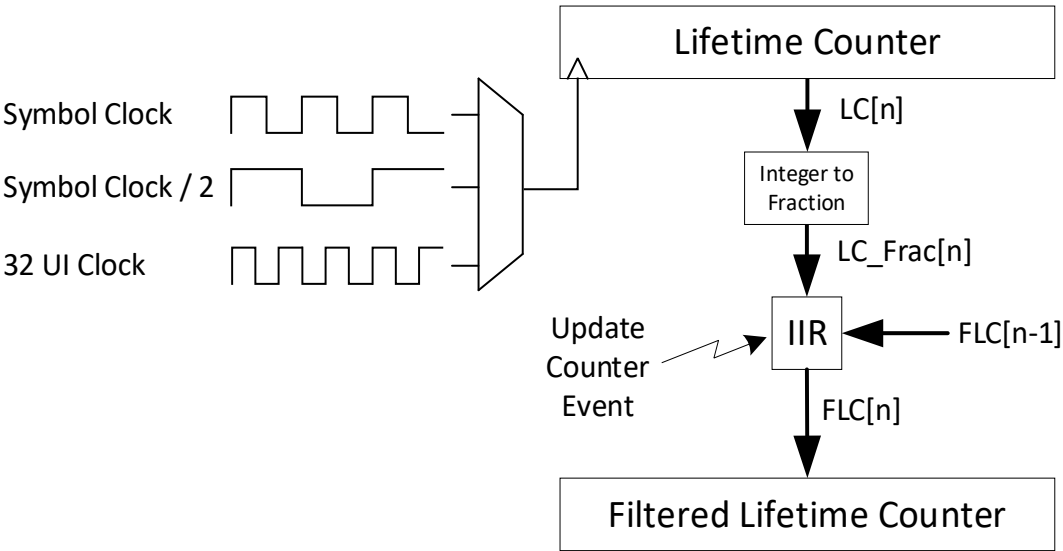 Lifetime Counter
Symbol Clock
LC[n]
Integer to
Fraction
Symbol Clock / 2
LC_Frac[n]
32 UI Clock
Update
Counter
Event
IIR
FLC[n-1]
FLC[n]
Filtered Lifetime Counter